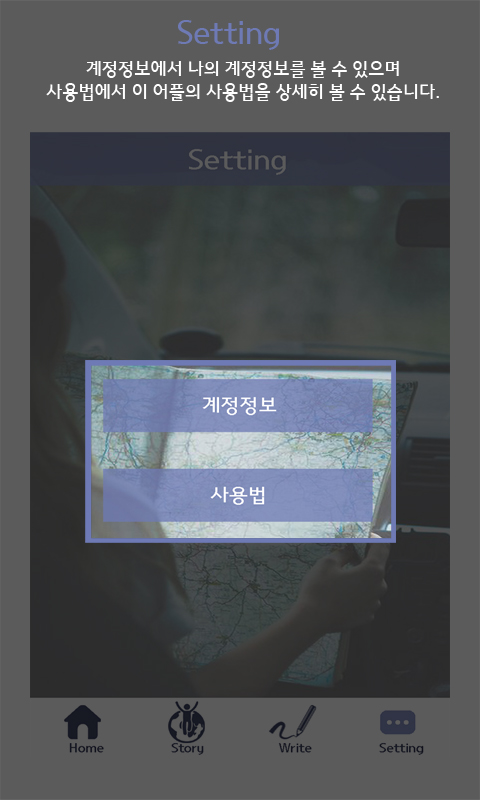 Setting
계정정보에서 나의 계정정보를 볼 수 있으며
사용법에서 이 어플의 사용법을 상세히 볼 수 있습니다.
Setting
계정정보
사용법
Home
Story
Write
Setting